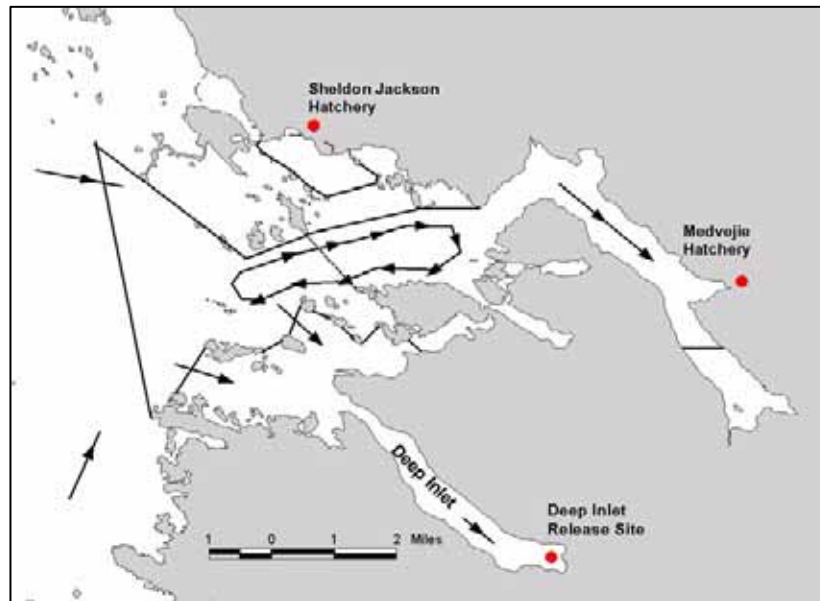 Sheldon Jackson
Hatchery
Medvejie
Hatchery
Deep Inlet
Deep Inlet
Release Site
1 0 1 2 Miles